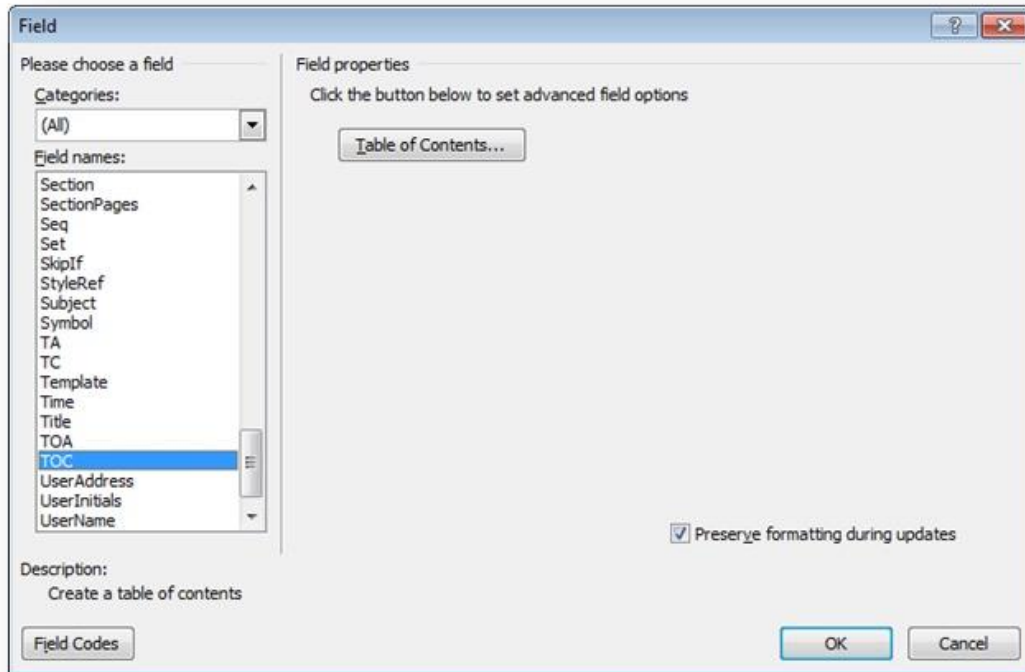 Field
Please choose a field
Categories:
(All)
Field names:
Section
SectionPages
Seq
Set
SkipIf
StyleRef
Subject
Symbol
TA
TC
Template
Time
Title
TOA
TOC
UserAddress
UserInitials
UserName
Field properties
Click the button below to set advanced field options
Table of Contents...
Preserve formatting during updates
Description:
Create a table of contents
Field Codes
OK
Cancel